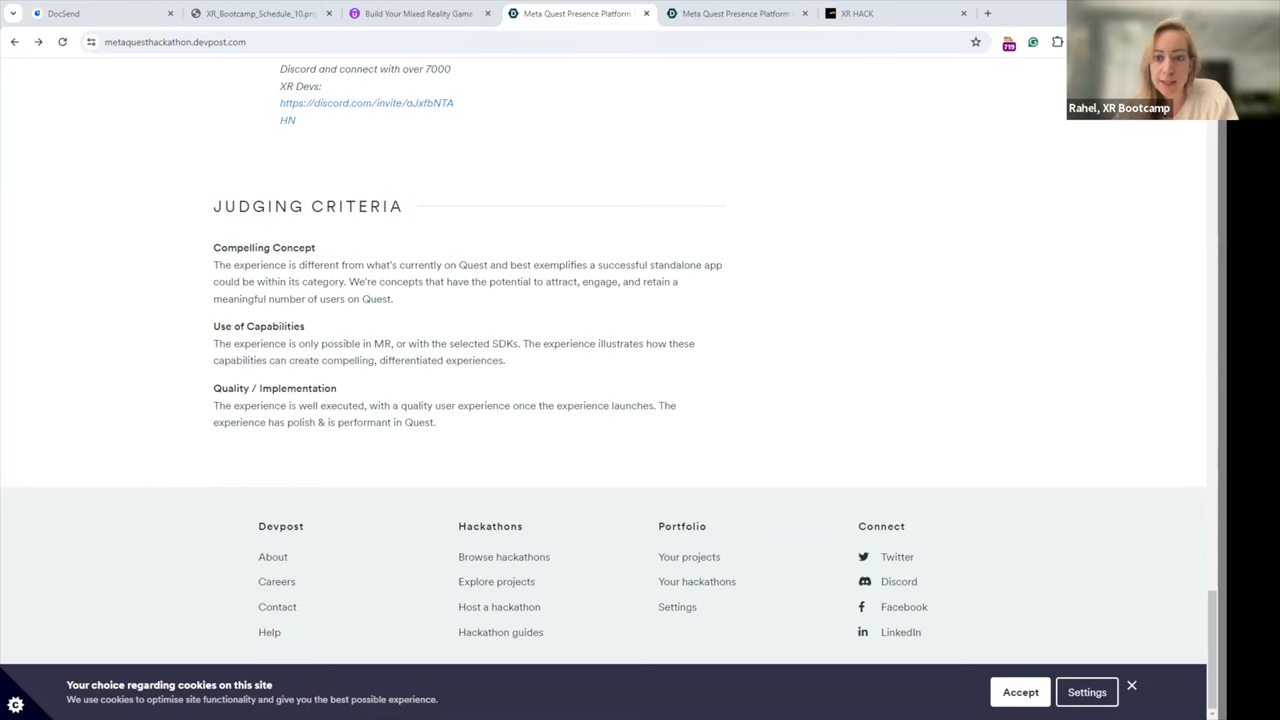 DocSend
XR_Bootcamp_Schedule_10.pn
Build Your Mixed Reality Game
Meta Quest Presence Platform
Meta Quest Presence Platform
XR HACK
metaquesthackathon.devpost.com
719
Rahel, XR Bootcamp
Discord and connect with over 7000
XR Devs:
https://discord.com/invite/aJxfbNTA
HN
JUDGING CRITERIA
Compelling Concept
The experience is different from what's currently on Quest and best exemplifies a successful standalone app
could be within its category. We're concepts that have the potential to attract, engage, and retain a
meaningful number of users on Quest.
Use of Capabilities
The experience is only possible in MR, or with the selected SDKs. The experience illustrates how these
capabilities can create compelling, differentiated experiences.
Quality / Implementation
The experience is well executed, with a quality user experience once the experience launches. The
experience has polish & is performant in Quest.
Devpost
About
Careers
Contact
Help
Hackathons
Browse hackathons
Explore projects
Host a hackathon
Hackathon guides
Portfolio
Your projects
Your hackathons
Settings
Connect
Twitter
Discord
Facebook
LinkedIn
Your choice regarding cookies on this site
We use cookies to optimise site functionality and give you the best possible experience.
Accept
Settings